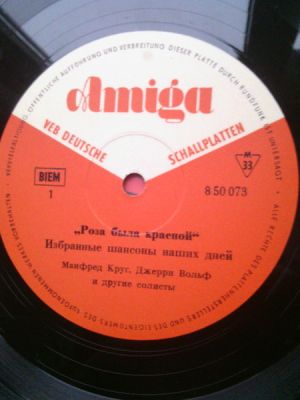 VERVIELFÄLTIGUNG, ÖFFENTLICHE AUFFÜHRUNG UND VERBREITUNG DIESER PLATTE DURCH RUNDFUNK IST UNTERSAGT
Amiga
VEB DEUTSCHE SCHALLPLATTEN
BIEM
1
M
33
8 50 073
„Роза была красной“
Избранные шансоны наших дней
Манфред Круг, Джерри Вольф
и другие солисты
ALLE RECHTE DES PLATTENHERSTELLERS UND DES EIGENTÜMERS DES AUFGENOMMENEN WERKES VORBEHALTEN